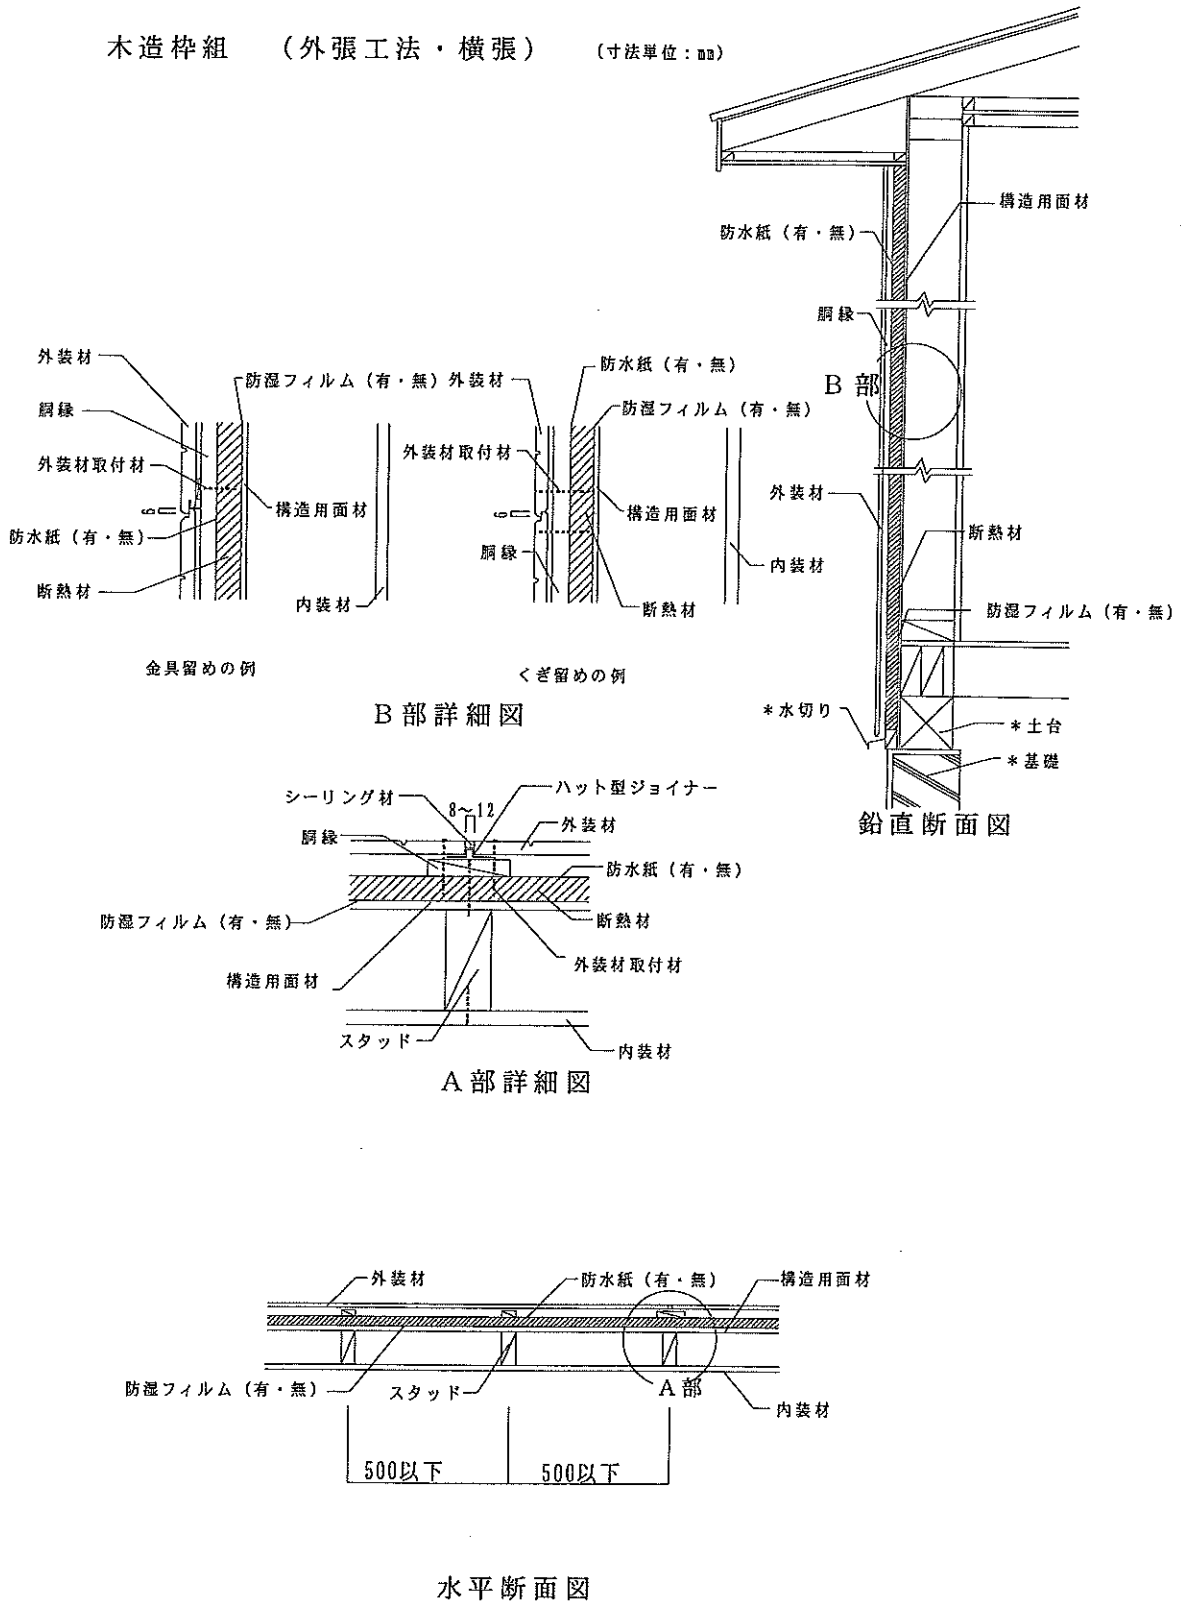 木造枠組 （外張工法・横張） （寸法単位：㎜）
構造用面材
防水紙（有・無）
胴縁
B部
外装材
断熱材
防湿フィルム（有・無）
＊水切り
＊土台
＊基礎
鉛直断面図
外装材
胴縁
外装材取付材
6
防水紙（有・無）
断熱材
防湿フィルム（有・無）
構造用面材
内装材
金具留めの例
外装材
防水紙（有・無）
防湿フィルム（有・無）
外装材取付材
6
構造用面材
胴縁
内装材
断熱材
くぎ留めの例
B部詳細図
シーリング材
8～12
ハット型ジョイナー
胴縁
外装材
防水紙（有・無）
防湿フィルム（有・無）
断熱材
構造用面材
外装材取付材
スタッド
内装材
A部詳細図
外装材
防水紙（有・無）
構造用面材
防湿フィルム（有・無）
スタッド
A部
内装材
500以下
500以下
水平断面図